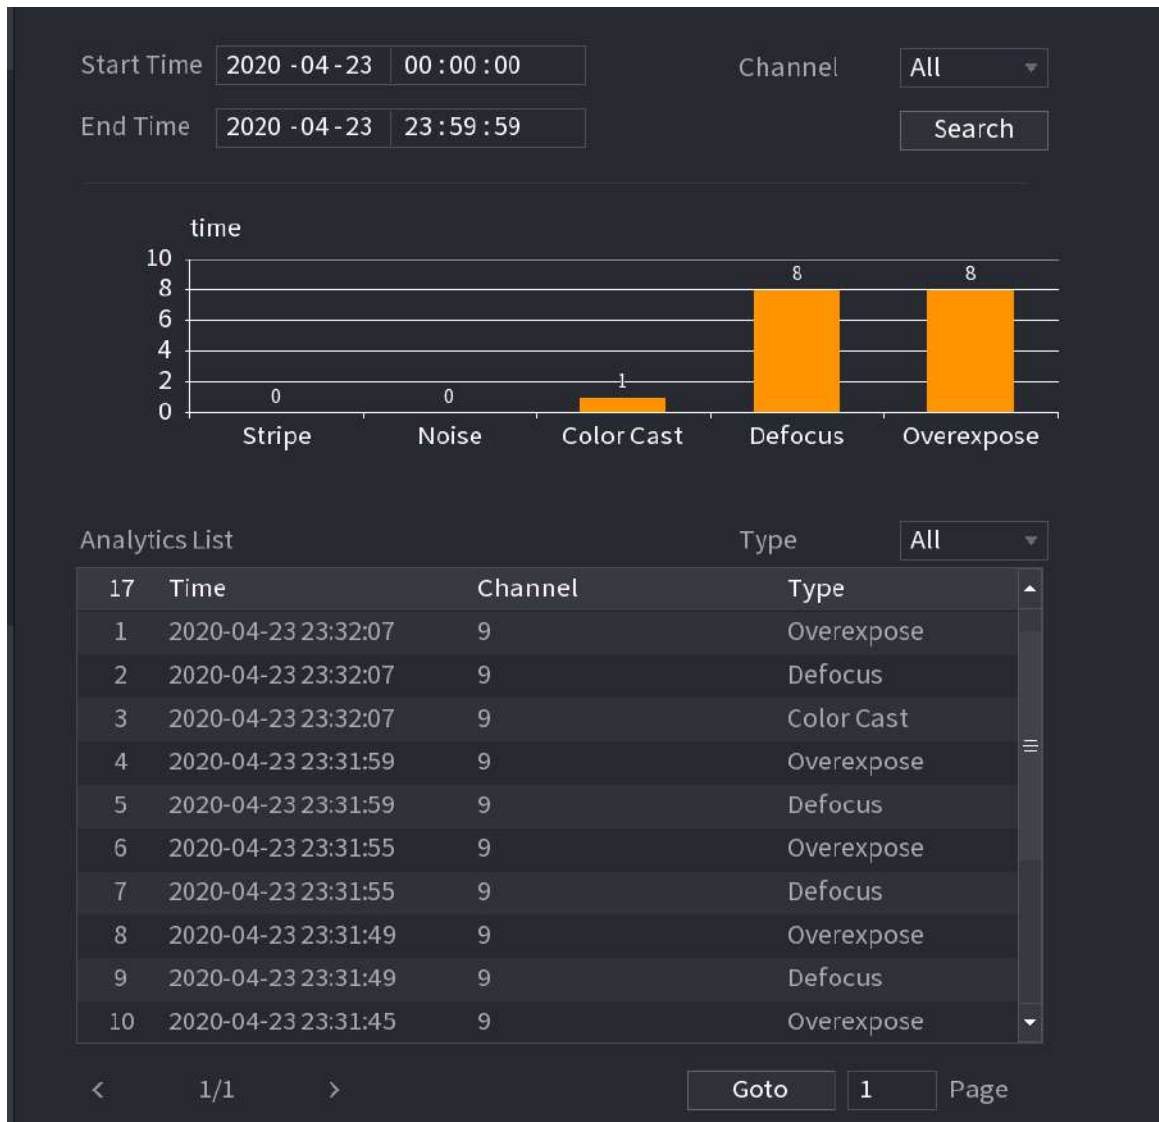 Start Time 2020 -04-23 00:00:00 Channel All
End Time 2020 -04-23 23:59:59 Search
time
10
8
6
4
2
0
0 0 1 8 8
Stripe Noise Color Cast Defocus Overexpose
Analytics List Type All
17 Time Channel Type
1 2020-04-23 23:32:07 9 Overexpose
2 2020-04-23 23:32:07 9 Defocus
3 2020-04-23 23:32:07 9 Color Cast
4 2020-04-23 23:31:59 9 Overexpose
5 2020-04-23 23:31:59 9 Defocus
6 2020-04-23 23:31:55 9 Overexpose
7 2020-04-23 23:31:55 9 Defocus
8 2020-04-23 23:31:49 9 Overexpose
9 2020-04-23 23:31:49 9 Defocus
10 2020-04-23 23:31:45 9 Overexpose
< 1/1 > Goto 1 Page